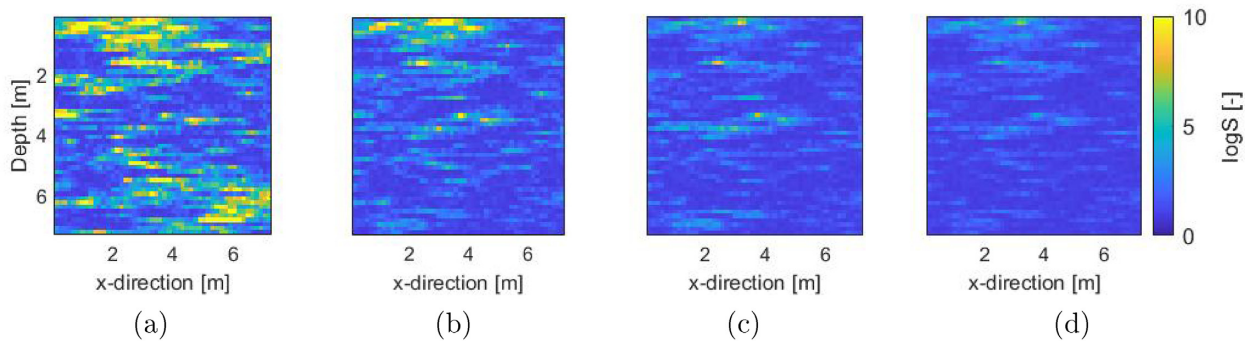 10
5
0
logS [-]
Depth [m]
2
4
6
2 4 6
2 4 6
2 4 6
2 4 6
x-direction [m]
x-direction [m]
x-direction [m]
x-direction [m]
(a)
(b)
(c)
(d)